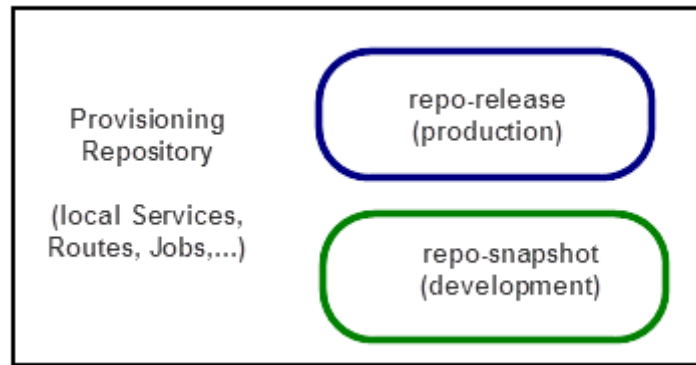 Provisioning
Repository
(local Services,
Routes, Jobs,...)
repo-release
(production)
repo-snapshot
(development)